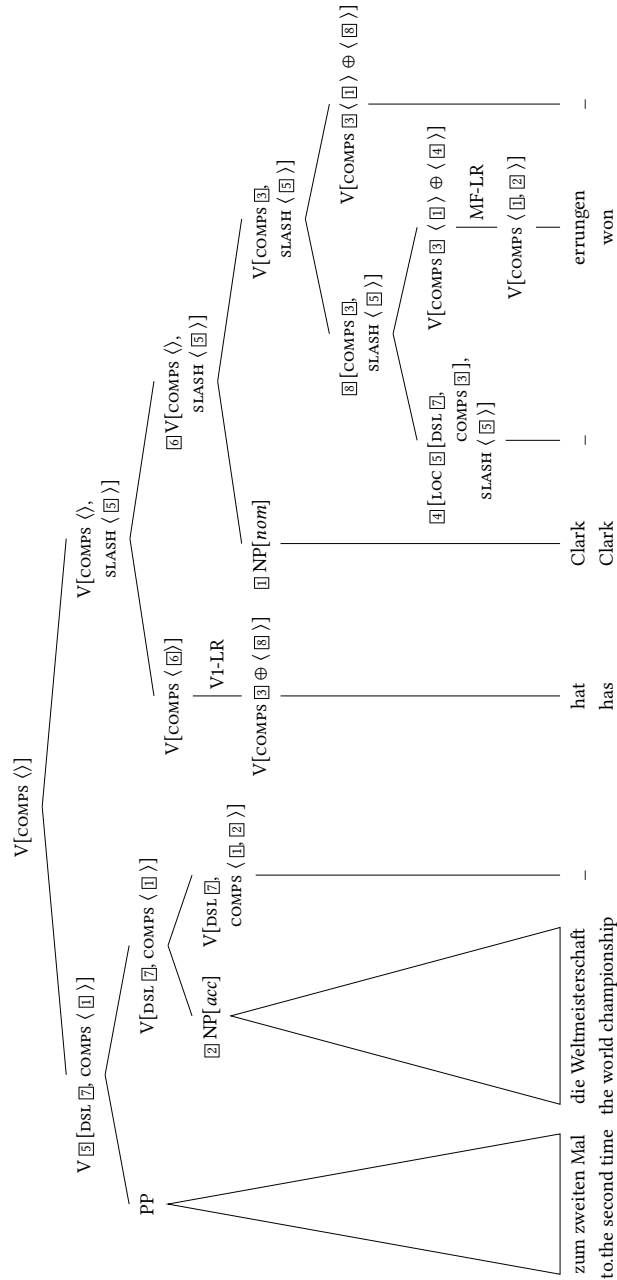 V[COMPS ⟨⟩]
V 5 [DSL 7, COMPS ⟨ 1 ⟩]
V[COMPS ⟨⟩,
SLASH ⟨ 5 ⟩]
PP
V[DSL 7, COMPS ⟨ 1 ⟩]
V[COMPS ⟨ 6 ⟩]
6 V[COMPS ⟨⟩,
SLASH ⟨ 5 ⟩]
V1-LR
2 NP[acc]
V[DSL 7,
COMPS ⟨ 1, 2 ⟩]
V[COMPS 3 ⊕ ⟨ 8 ⟩]
1 NP[nom]
V[COMPS 3,
SLASH ⟨ 5 ⟩]
8 [COMPS 3,
SLASH ⟨ 5 ⟩]
V[COMPS 3 ⟨ 1 ⟩ ⊕ ⟨ 8 ⟩]
4 [LOC 5 [DSL 7,
COMPS 3 ],
SLASH ⟨ 5 ⟩]
V[COMPS 3 ⟨ 1 ⟩ ⊕ ⟨ 4 ⟩]
MF-LR
V[COMPS ⟨ 1, 2 ⟩]
zum zweiten Mal die Weltmeisterschaft – hat Clark – errungen –
to.the second time the world championship has Clark won